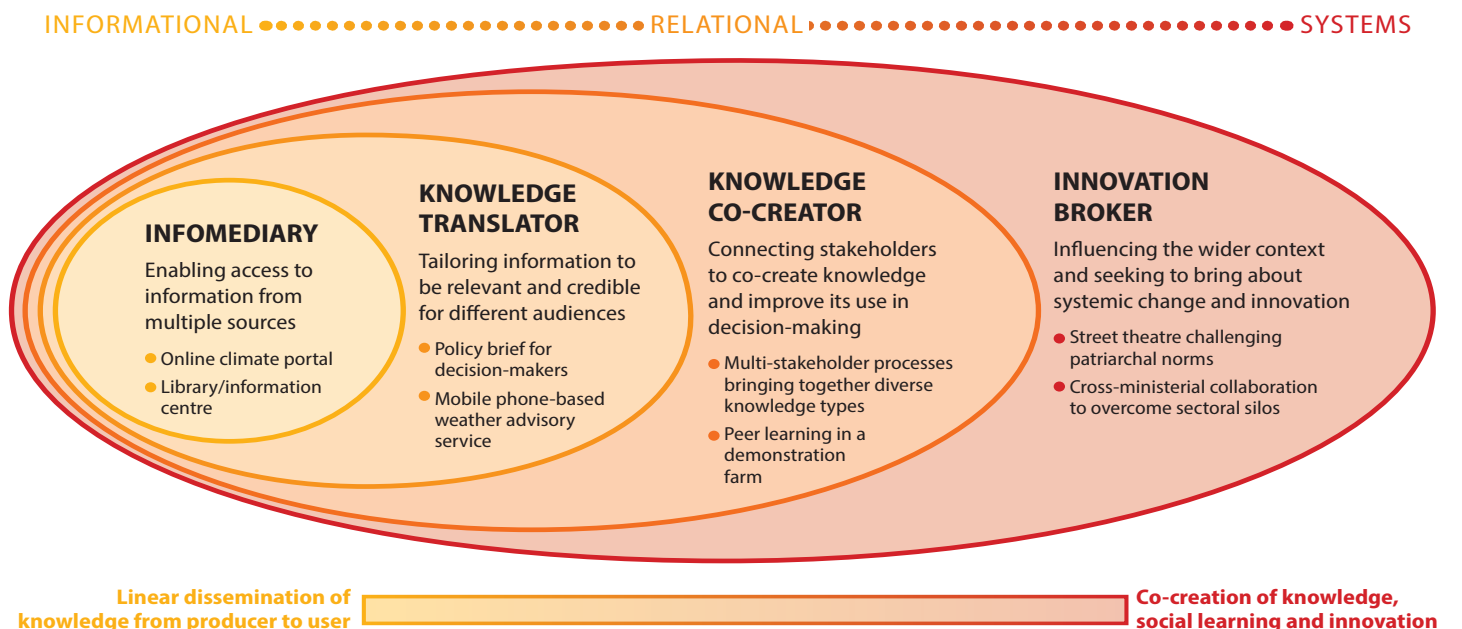 INFORMATIONAL RELATIONAL SYSTEMS
INFOMEDIARY
Enabling access to
information from
multiple sources
Online climate portal
Library/information
centre
KNOWLEDGE
TRANSLATOR
Tailoring information to
be relevant and credible
for different audiences
Policy brief for
decision-makers
Mobile phone-based
weather advisory
service
KNOWLEDGE
CO-CREATOR
Connecting stakeholders
to co-create knowledge
and improve its use in
decision-making
Multi-stakeholder processes
bringing together diverse
knowledge types
Peer learning in a
demonstration
farm
INNOVATION
BROKER
Influencing the wider context
and seeking to bring about
systemic change and innovation
Street theatre challenging
patriarchal norms
Cross-ministerial collaboration
to overcome sectoral silos
Linear dissemination of
knowledge from producer to user
Co-creation of knowledge,
social learning and innovation